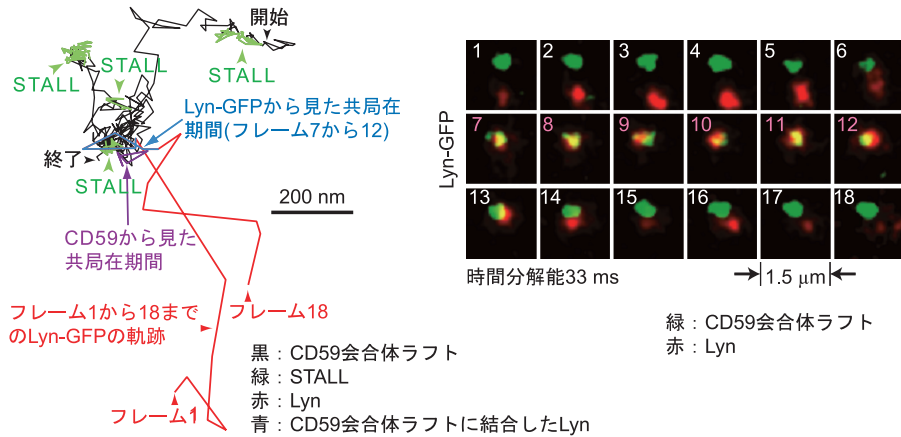 開始
STALL
STALL
STALL
Lyn-GFPから見た共局在
期間(フレーム7から12)
終了
STALL
200 nm
CD59から見た
共局在期間
フレーム1から18まで
のLyn-GFPの軌跡
フレーム18
フレーム1
黒：CD59会合体ラフト
緑：STALL
赤：Lyn
青：CD59会合体ラフトに結合したLyn
Lyn-GFP
1 2 3 4 5 6
7 8 9 10 11 12
13 14 15 16 17 18
時間分解能33 ms
1.5 μm
緑：CD59会合体ラフト
赤：Lyn